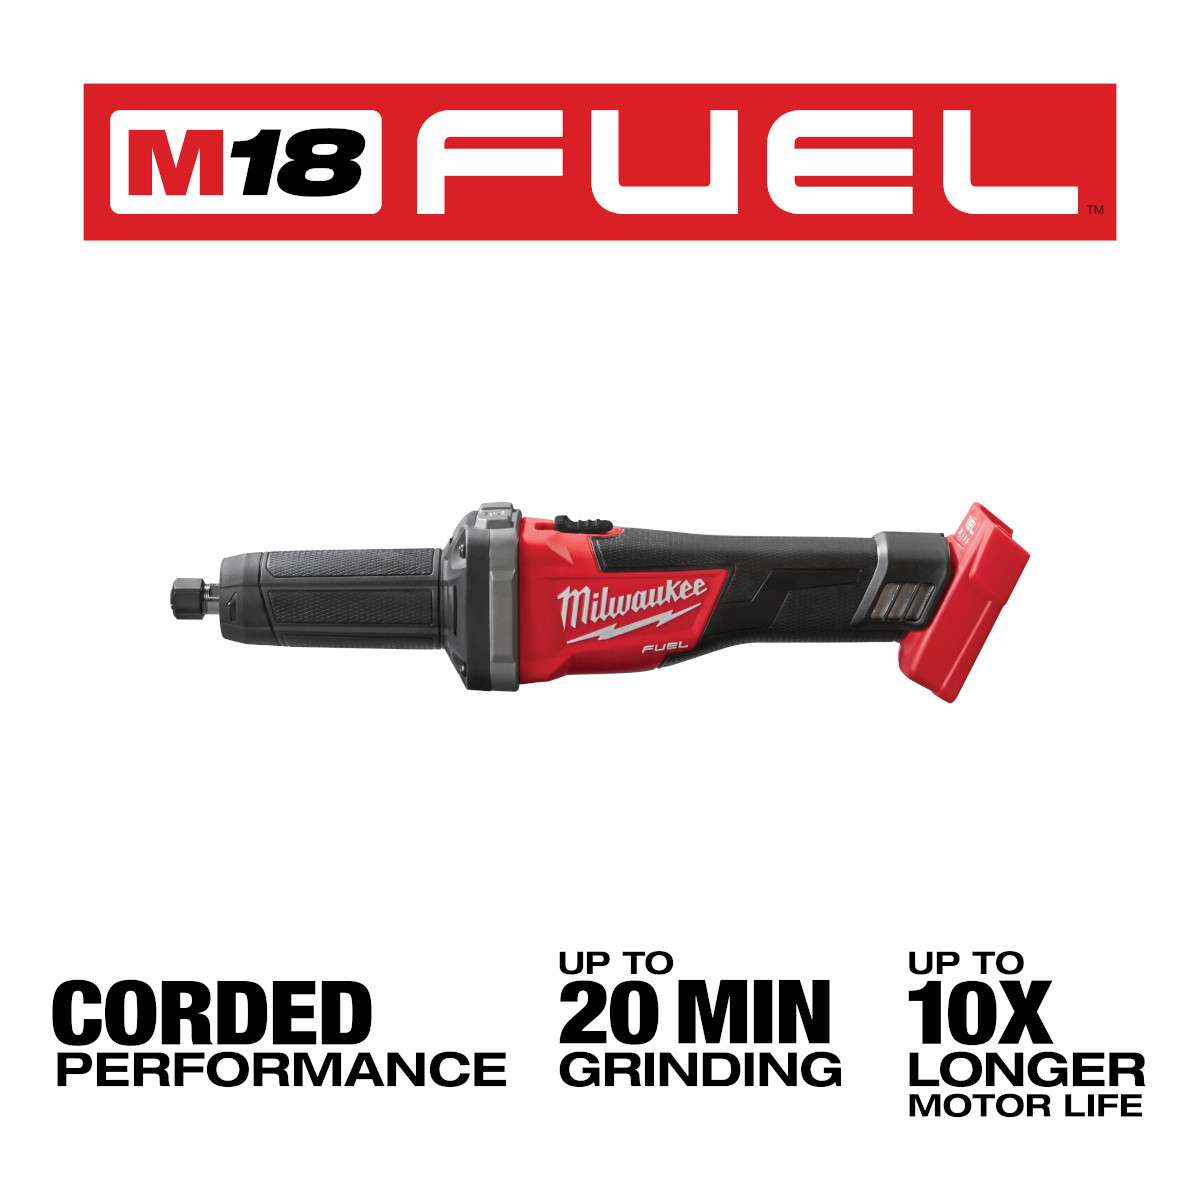 M18 FUEL™
Milwaukee
FUEL
CORDED
PERFORMANCE
UP TO
20 MIN
GRINDING
UP TO
10X
LONGER
MOTOR LIFE